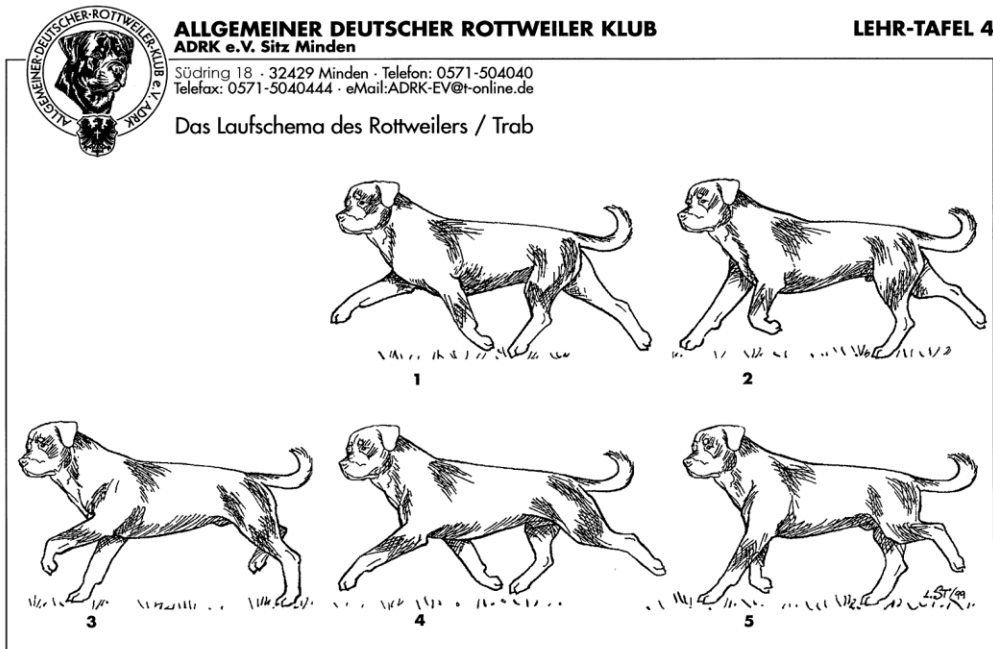 ALLGEMEINER-DEUTSCHER-ROTTWEILER-KLUB e.V. ADRK
ALLGEMEINER DEUTSCHER ROTTWEILER KLUB
LEHR-TAFEL 4
ADRK e.V. Sitz Minden
Südring 18 · 32429 Minden · Telefon: 0571-504040
Telefax: 0571-5040444 · eMail:ADRK-EV@t-online.de
Das Laufschema des Rottweilers / Trab
1
2
3
4
5
L.ST/99